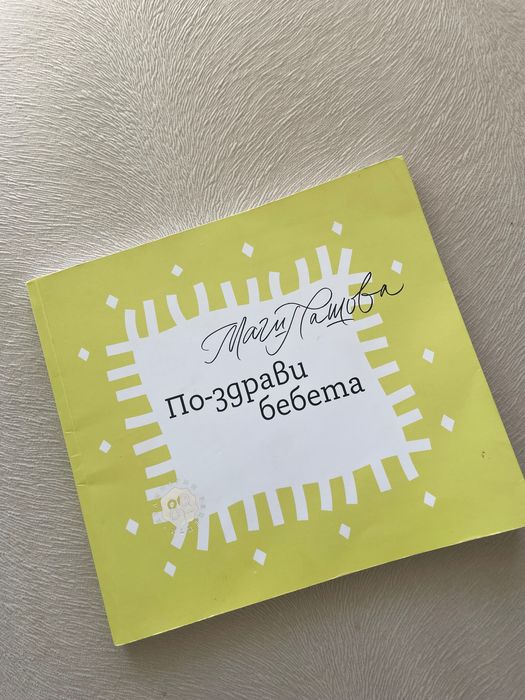 Маги Пашова
По-здрави
бебета